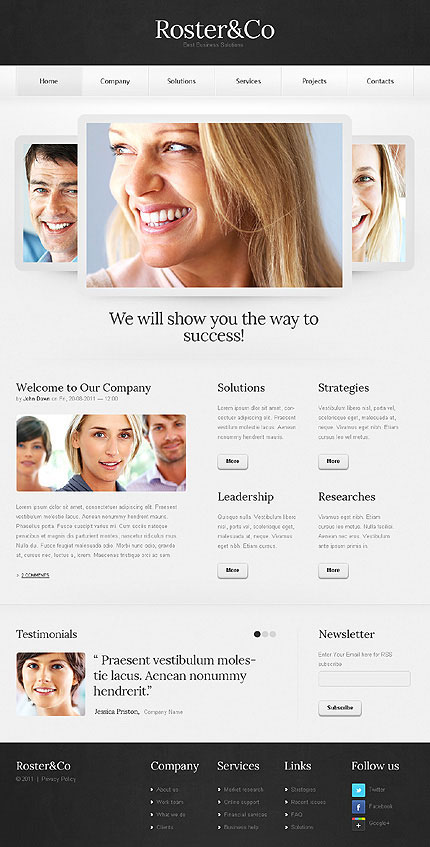 Roster&Co
Best Business Solutions
Home Company Solutions Services Projects Contacts
We will show you the way to
success!
Welcome to Our Company
by John Down on Fri, 20-08-2011 — 12:00
Lorem ipsum dolor sit amet, consectetuer adipiscing elit. Praesent
vestibulum molestie lacus. Aenean nonummy hendrerit mauris.
Phasellus porta. Fusce suscipit varius mi. Cum sociis natoque
penatibus et magnis dis parturient montes, nascetur ridiculus mus.
Nulla dui. Fusce feugiat malesuada odio. Morbi nunc odio, gravida
at, cursus nec, luctus a, lorem. Maecenas tristique orci ac sem.
2 COMMENTS
Solutions
Lorem ipsum dolor sit amet, con-
sectetuer adipiscing elit. Praesent
vestibulum molestie lacus. Aenean
nonummy hendrerit mauris.
More
Strategies
Vestibulum libero nisl, porta vel,
scelerisque eget, malesuada at,
neque. Vivamus eget nibh. Etiam
cursus leo vel metus.
More
Leadership
Quisque nulla. Vestibulum libero
nisl, porta vel, scelerisque eget,
malesuada at, neque. Vivamus
eget nibh. Etiam cursus.
More
Researches
Vivamus eget nibh. Etiam
cursus leo metus. Nulla facilisi.
Aenean nec eros. Vestibulum
ante ipsum primis in.
More
Testimonials
“ Praesent vestibulum moles-
tie lacus. Aenean nonummy
hendrerit.”
Jessica Priston, Company Name
Newsletter
Enter Your Email here for RSS
subscribe
Subscribe
Roster&Co
© 2011 | Privacy Policy
Company
About us
Work team
What we do
Clients
Services
Market research
Online support
Financial services
Business help
Links
Strategies
Recent issues
FAQ
Solutions
Follow us
Twitter
Facebook
Google+